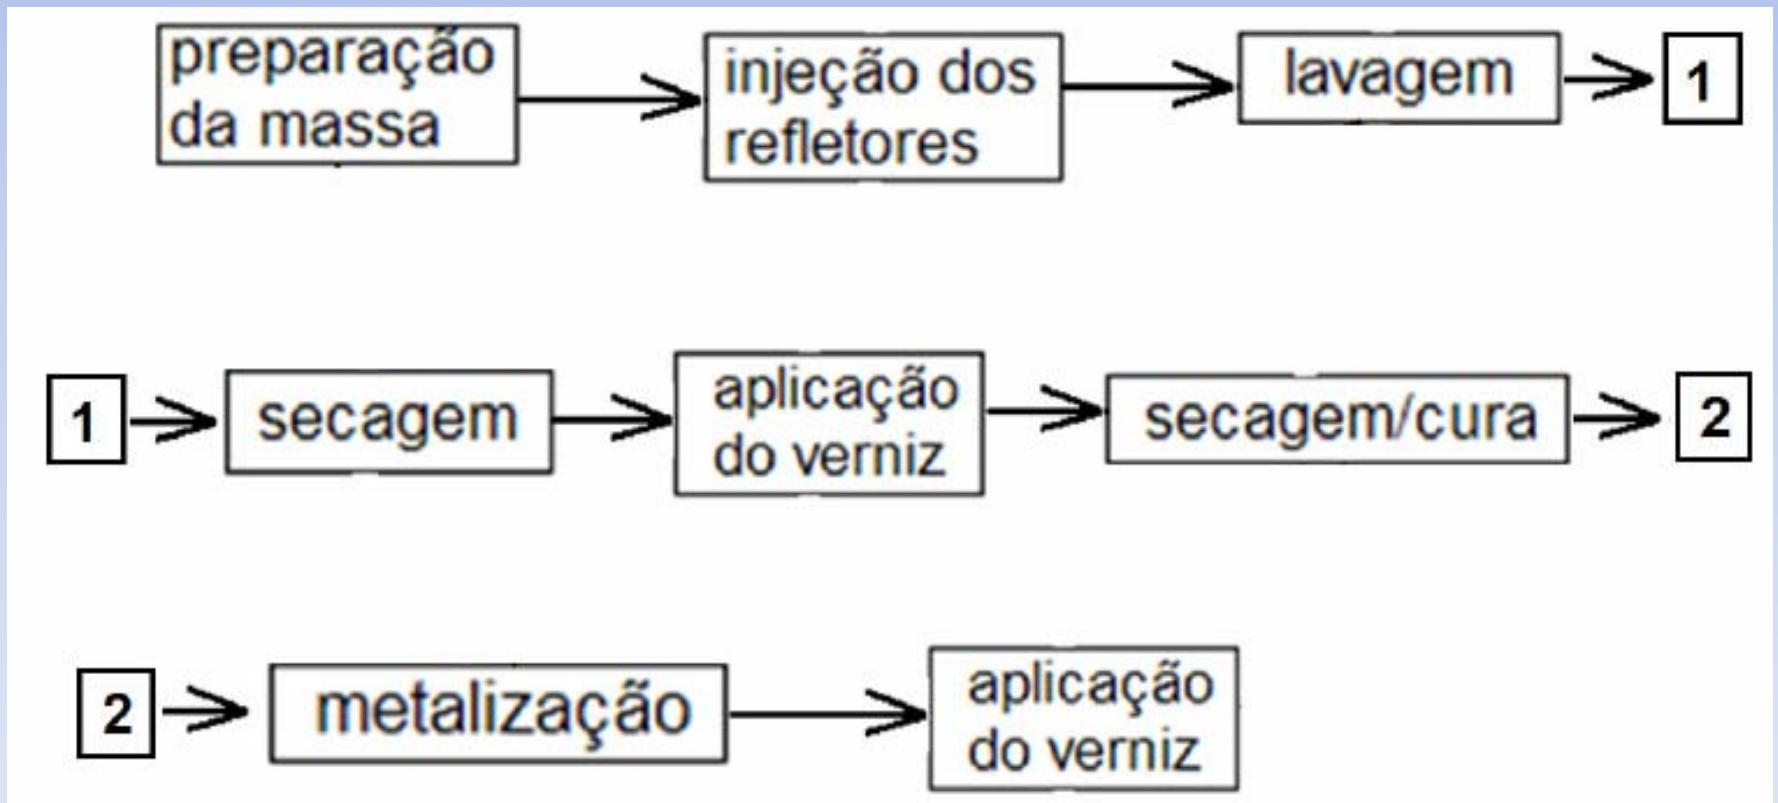 preparação
da massa
injeção dos
refletores
lavagem
1
1
secagem
aplicação
do verniz
secagem/cura
2
2
metalização
aplicação
do verniz